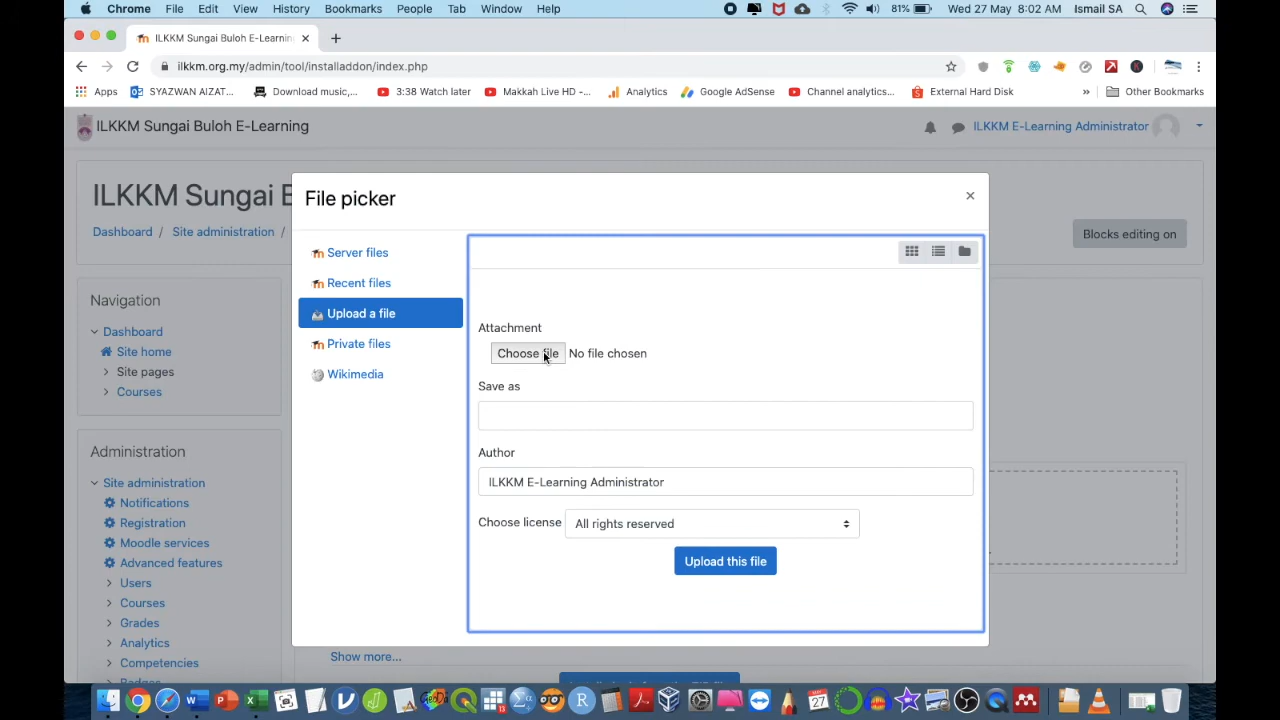 Chrome File Edit View History Bookmarks People Tab Window Help 81% Wed 27 May 8:02 AM Ismail SA
ILKKM Sungai Buloh E-Learnin
ilkkm.org.my/admin/tool/installaddon/index.php
Apps SYAZWAN AIZAT... Download music,... 3:38 Watch later Makkah Live HD -... Analytics Google AdSense Channel analytics... External Hard Disk » Other Bookmarks
ILKKM Sungai Buloh E-Learning ILKKM E-Learning Administrator
ILKKM Sungai B
Dashboard / Site administration /
Blocks editing on
File picker
×
Server files
Recent files
Upload a file
Private files
Wikimedia
Attachment
Choose file No file chosen
Save as
Author
ILKKM E-Learning Administrator
Choose license All rights reserved
Upload this file
Navigation
Dashboard
Site home
Site pages
Courses
Administration
Site administration
Notifications
Registration
Moodle services
Advanced features
Users
Courses
Grades
Analytics
Competencies
Badges
Show more...